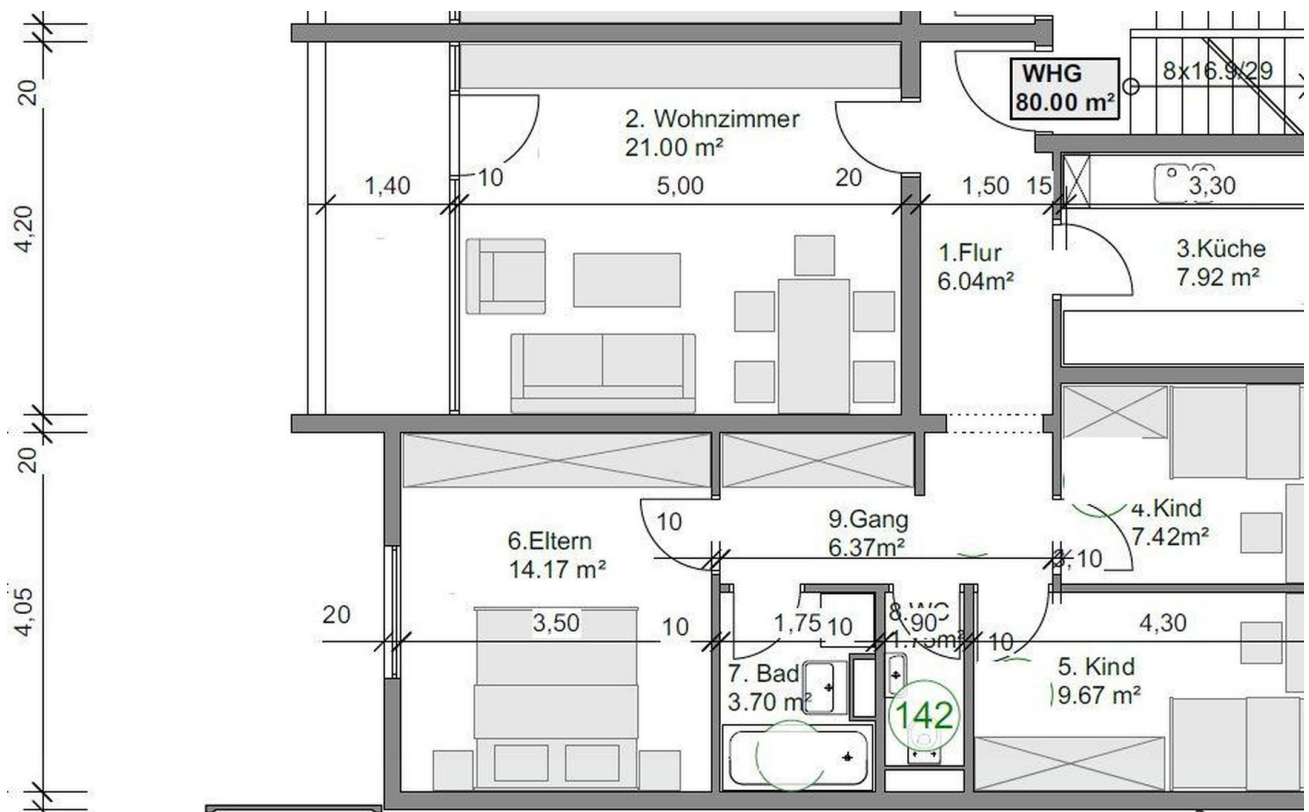 WHG
80.00 m²
8x16.9/29
20
2. Wohnzimmer
21.00 m²
1,40
10
5,00
20
1,50
15
3,30
4,20
1.Flur
6.04m²
3.Küche
7.92 m²
20
10
9.Gang
6.37m²
4.Kind
7.42m²
6.Eltern
14.17 m²
,10
4,05
20
3,50
10
1,75
10
8.WC
,90
10
4,30
7. Bad
3.70 m²
5. Kind
9.67 m²
142